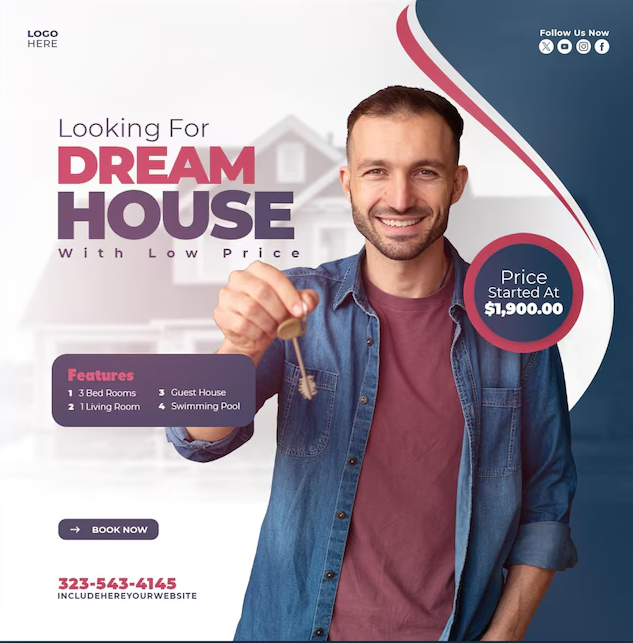 LOGO
HERE
Follow Us Now
Looking For
DREAM
HOUSE
With Low Price
Price
Started At
$1,900.00
Features
1 3 Bed Rooms
2 1 Living Room
3 Guest House
4 Swimming Pool
→ BOOK NOW
323-543-4145
INCLUDEHEREYOURWEBSITE